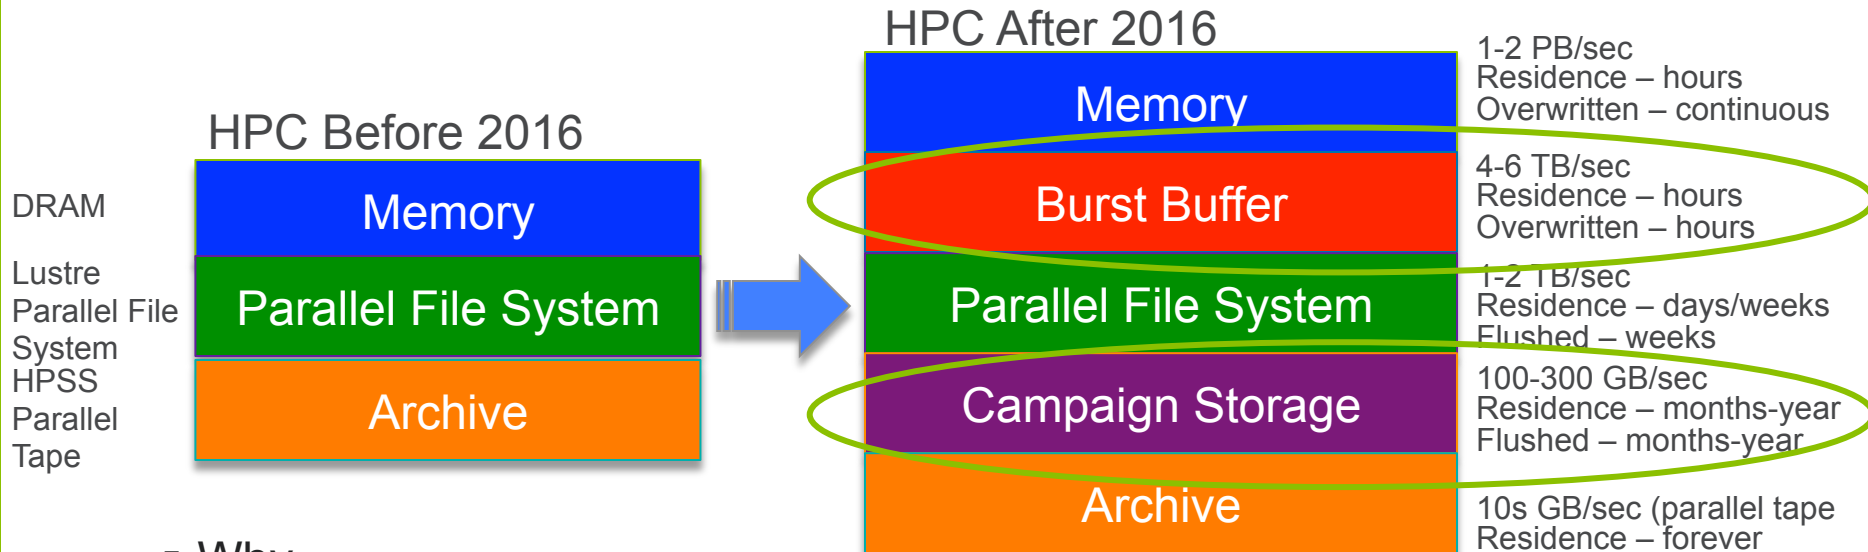 HPC Before 2016
DRAM
Memory
Lustre
Parallel File
System
Parallel File System
HPSS
Parallel
Tape
Archive
HPC After 2016
Memory
1-2 PB/sec
Residence – hours
Overwritten – continuous
Burst Buffer
4-6 TB/sec
Residence – hours
Overwritten – hours
Parallel File System
1-2 TB/sec
Residence – days/weeks
Flushed – weeks
Campaign Storage
100-300 GB/sec
Residence – months-year
Flushed – months-year
Archive
10s GB/sec (parallel tape
Residence – forever
Why